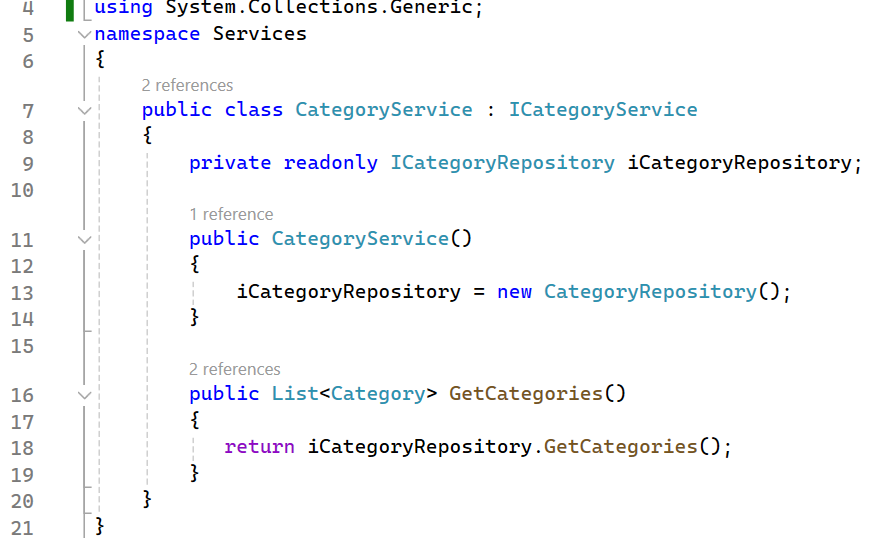 4 using System.Collections.Generic;
5 namespace Services
6 {
2 references
7 public class CategoryService : ICategoryService
8 {
9 private readonly ICategoryRepository iCategoryRepository;
10
1 reference
11 public CategoryService()
12 {
13 iCategoryRepository = new CategoryRepository();
14 }
15
2 references
16 public List<Category> GetCategories()
17 {
18 return iCategoryRepository.GetCategories();
19 }
20 }
21 }